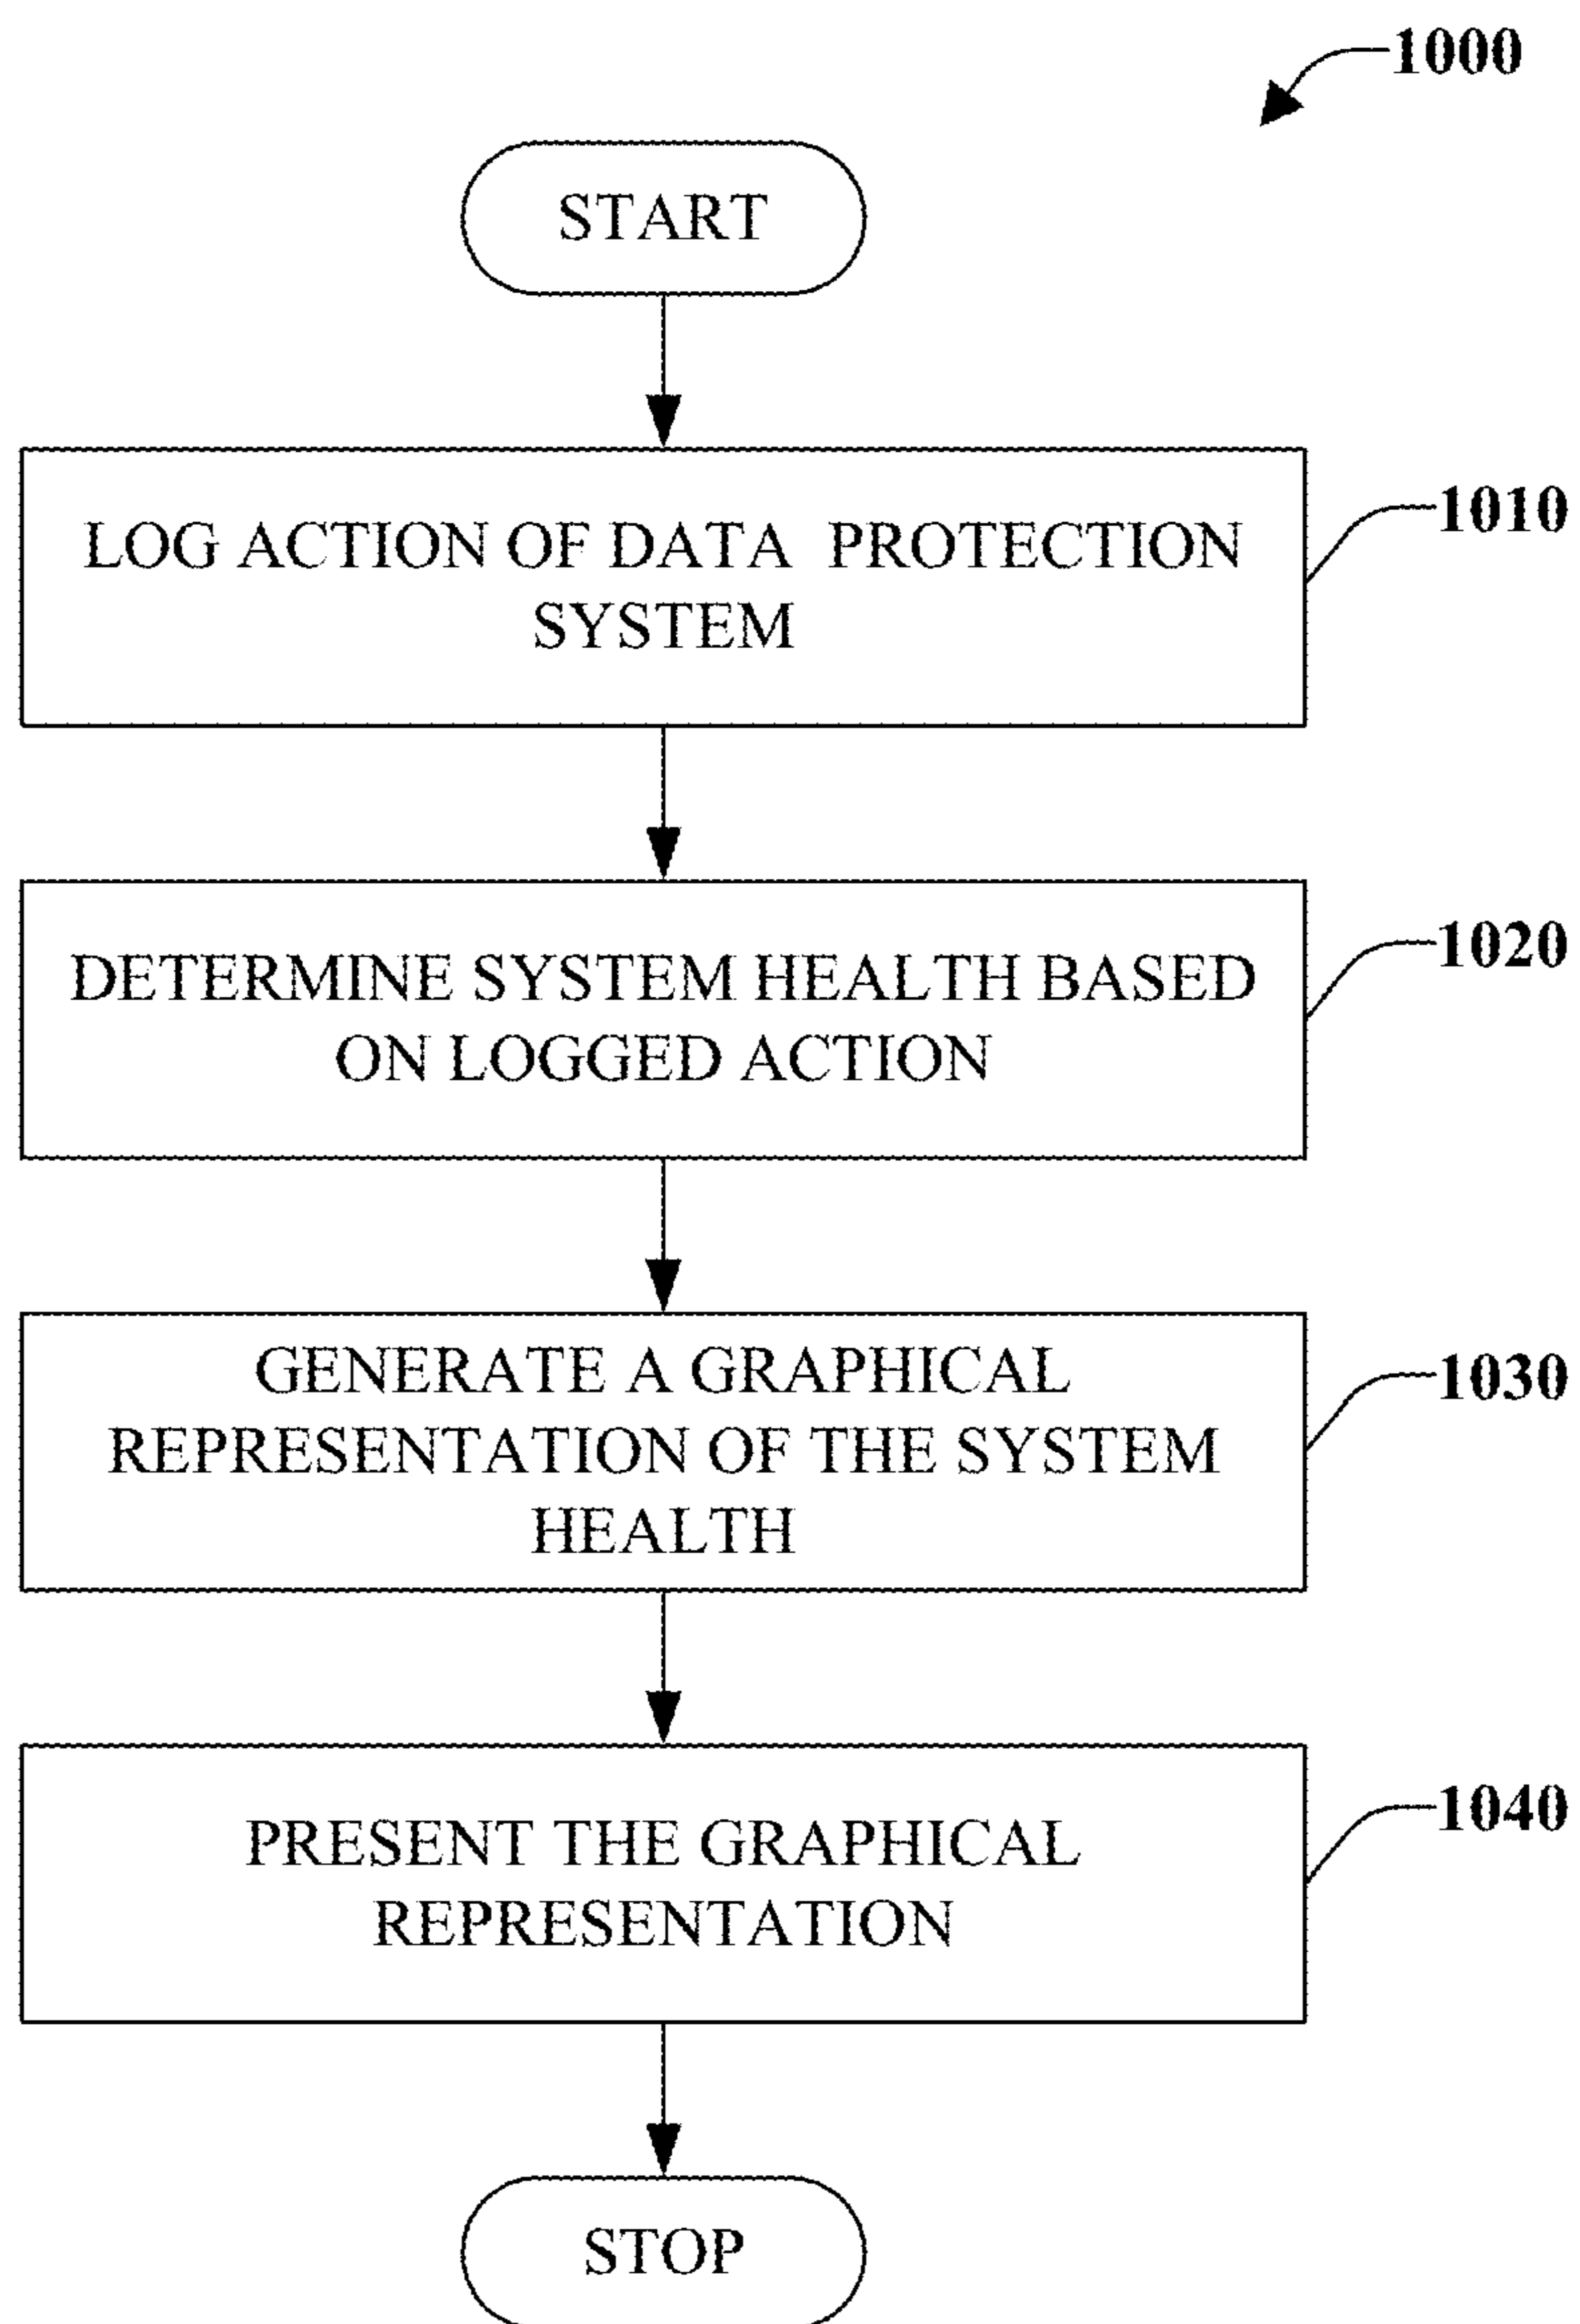 1000
START
LOG ACTION OF DATA PROTECTION
SYSTEM
1010
DETERMINE SYSTEM HEALTH BASED
ON LOGGED ACTION
1020
GENERATE A GRAPHICAL
REPRESENTATION OF THE SYSTEM
HEALTH
1030
PRESENT THE GRAPHICAL
REPRESENTATION
1040
STOP